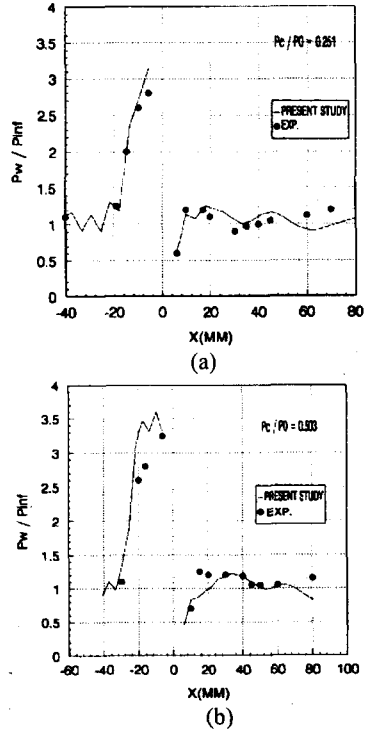 4
3.5
3
2.5
2
1.5
1
0.5
0
Pw / Pinf
Pc / P0 = 0.251
PRESENT STUDY
EXP.
-40 -20 0 20 40 60 80
X(MM)
(a)
4
3.5
3
2.5
2
1.5
1
0.5
0
Pw / Pinf
Pc / P0 = 0.503
PRESENT STUDY
EXP.
-60 -40 -20 0 20 40 60 80 100
X(MM)
(b)